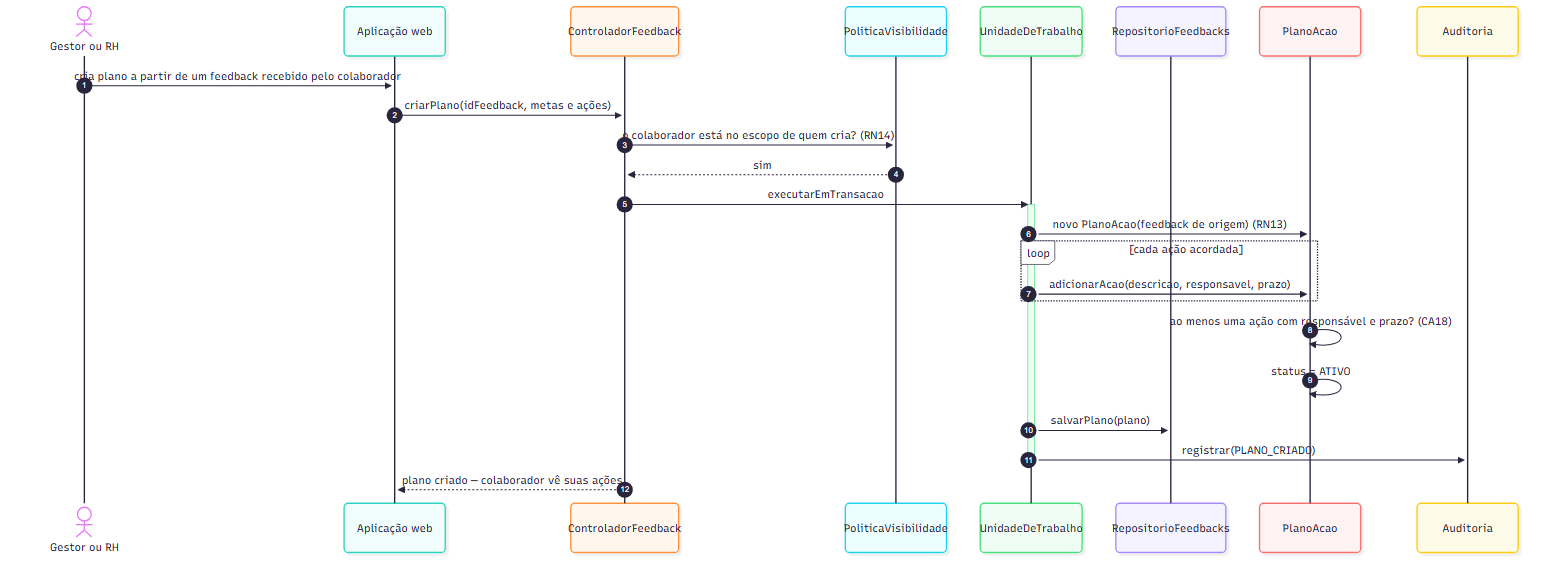 Gestor ou RH
Aplicação web
ControladorFeedback
PoliticaVisibilidade
UnidadeDeTrabalho
RepositorioFeedbacks
PlanoAcao
Auditoria
cria plano a partir de um feedback recebido pelo colaborador
1
2
criarPlano(idFeedback, metas e ações)
3
o colaborador está no escopo de quem cria? (RN14)
4
sim
5
executarEmTransacao
6
novo PlanoAcao(feedback de origem) (RN13)
loop
[cada ação acordada]
7
adicionarAcao(descricao, responsavel, prazo)
8
ao menos uma ação com responsável e prazo? (CA18)
9
status = ATIVO
10
salvarPlano(plano)
11
registrar(PLANO_CRIADO)
12
plano criado — colaborador vê suas ações
Gestor ou RH
Aplicação web
ControladorFeedback
PoliticaVisibilidade
UnidadeDeTrabalho
RepositorioFeedbacks
PlanoAcao
Auditoria